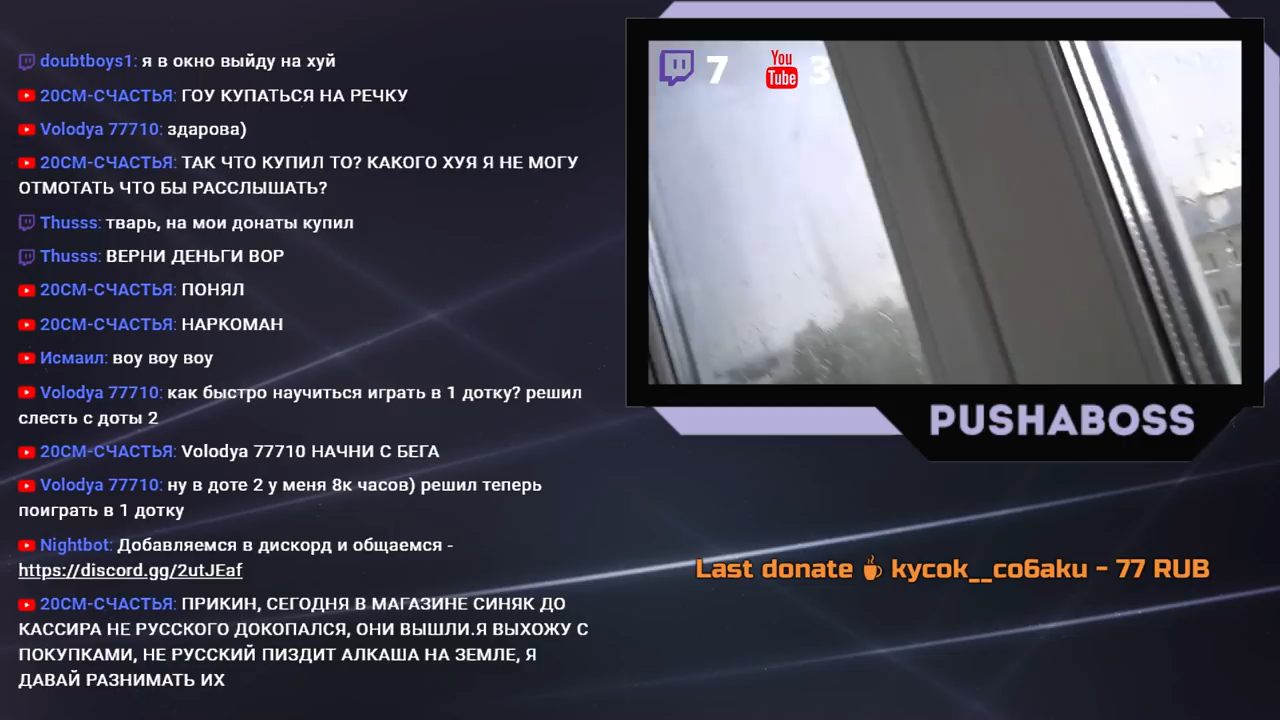 doubtboys1: я в окно выйду на хуй
20СМ-СЧАСТЬЯ: ГОУ КУПАТЬСЯ НА РЕЧКУ
Volodya 77710: здарова)
20СМ-СЧАСТЬЯ: ТАК ЧТО КУПИЛ ТО? КАКОГО ХУЯ Я НЕ МОГУ
ОТМОТАТЬ ЧТО БЫ РАССЛЫШАТЬ?
Thusss: тварь, на мои донаты купил
Thusss: ВЕРНИ ДЕНЬГИ ВОР
20СМ-СЧАСТЬЯ: ПОНЯЛ
20СМ-СЧАСТЬЯ: НАРКОМАН
Исмаил: воу воу воу
Volodya 77710: как быстро научиться играть в 1 дотку? решил
слесть с доты 2
20СМ-СЧАСТЬЯ: Volodya 77710 НАЧНИ С БЕГА
Volodya 77710: ну в доте 2 у меня 8к часов) решил теперь
поиграть в 1 дотку
Nightbot: Добавляемся в дискорд и общаемся -
https://discord.gg/2utJEaf
20СМ-СЧАСТЬЯ: ПРИКИН, СЕГОДНЯ В МАГАЗИНЕ СИНЯК ДО
КАССИРА НЕ РУССКОГО ДОКОПАЛСЯ, ОНИ ВЫШЛИ.Я ВЫХОЖУ С
ПОКУПКАМИ, НЕ РУССКИЙ ПИЗДИТ АЛКАША НА ЗЕМЛЕ, Я
ДАВАЙ РАЗНИМАТЬ ИХ
7 You Tube 3
PUSHABOSS
Last donate kycok__co6aku - 77 RUB